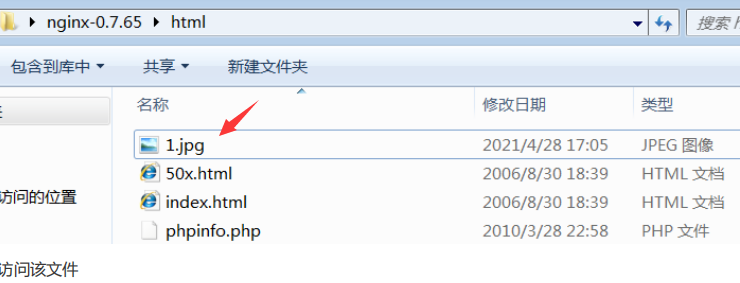 nginx-0.7.65 html 搜索 h
包含到库中 共享 新建文件夹
名称 修改日期 类型
1.jpg 2021/4/28 17:05 JPEG 图像
50x.html 2006/8/30 18:39 HTML 文档
访问的位置
index.html 2006/8/30 18:39 HTML 文档
phpinfo.php 2010/3/28 22:58 PHP 文件
访问该文件